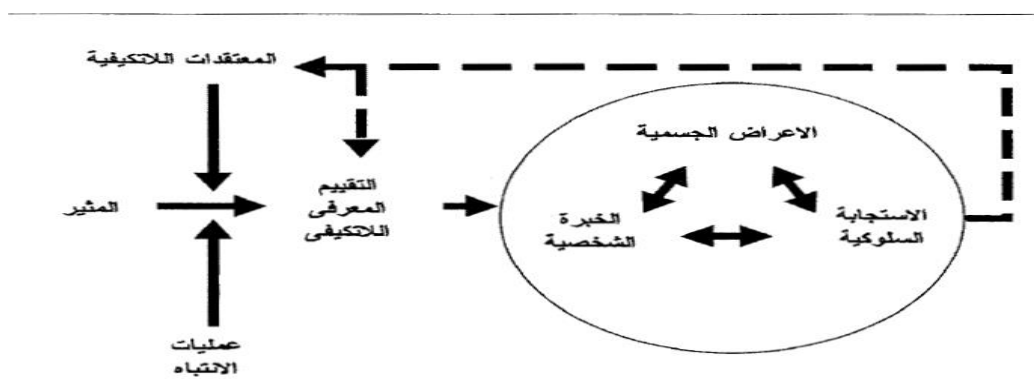 المعتقدات اللاتكيفية
الاعراض الجسمية
المثير
التقييم
المعرفى
اللاتكيفى
الخبرة
الشخصية
الاستجابة
السلوكية
عمليات
الانتباه